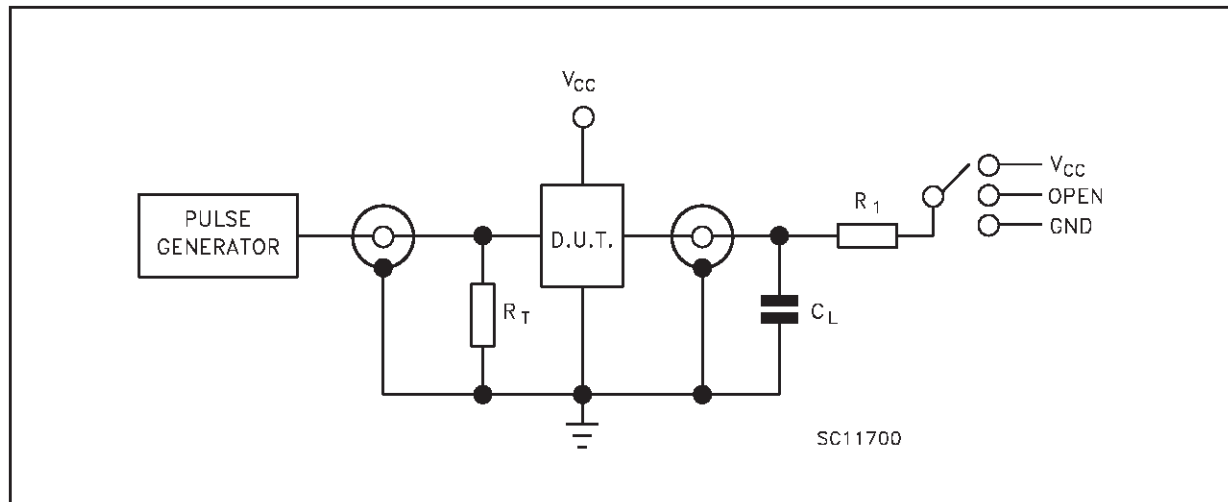 VCC
PULSE
GENERATOR
D.U.T.
RT
CL
R1
VCC
OPEN
GND
SC11700